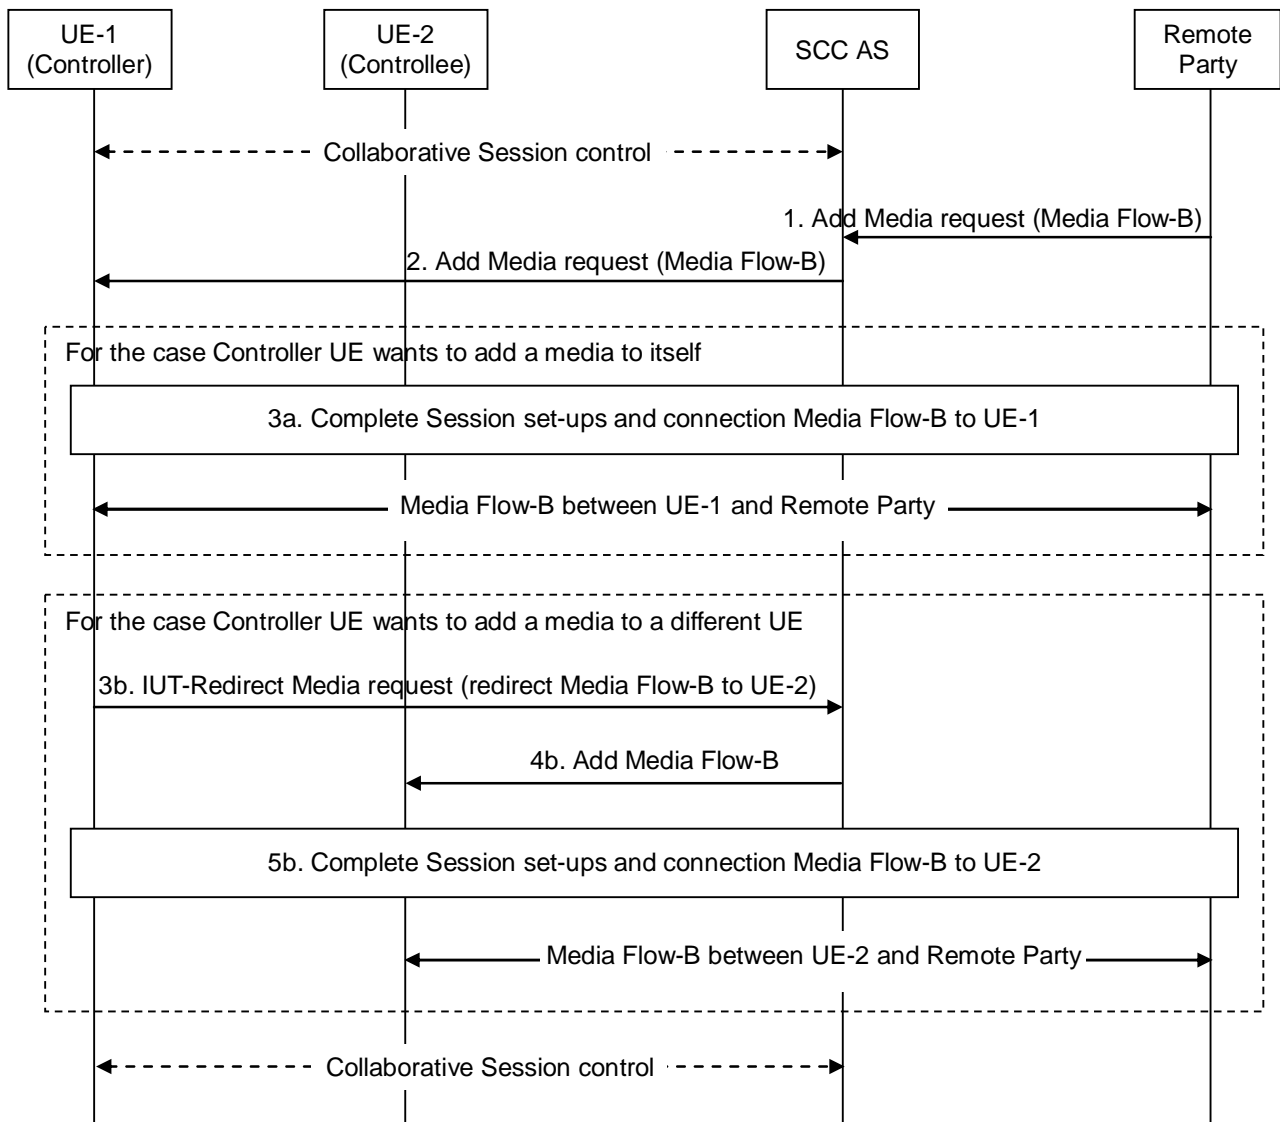 UE-1
(Controller)
UE-2
(Controllee)
SCC AS
Remote
Party
Collaborative Session control
1. Add Media request (Media Flow-B)
2. Add Media request (Media Flow-B)
For the case Controller UE wants to add a media to itself
3a. Complete Session set-ups and connection Media Flow-B to UE-1
Media Flow-B between UE-1 and Remote Party
For the case Controller UE wants to add a media to a different UE
3b. IUT-Redirect Media request (redirect Media Flow-B to UE-2)
4b. Add Media Flow-B
5b. Complete Session set-ups and connection Media Flow-B to UE-2
Media Flow-B between UE-2 and Remote Party
Collaborative Session control